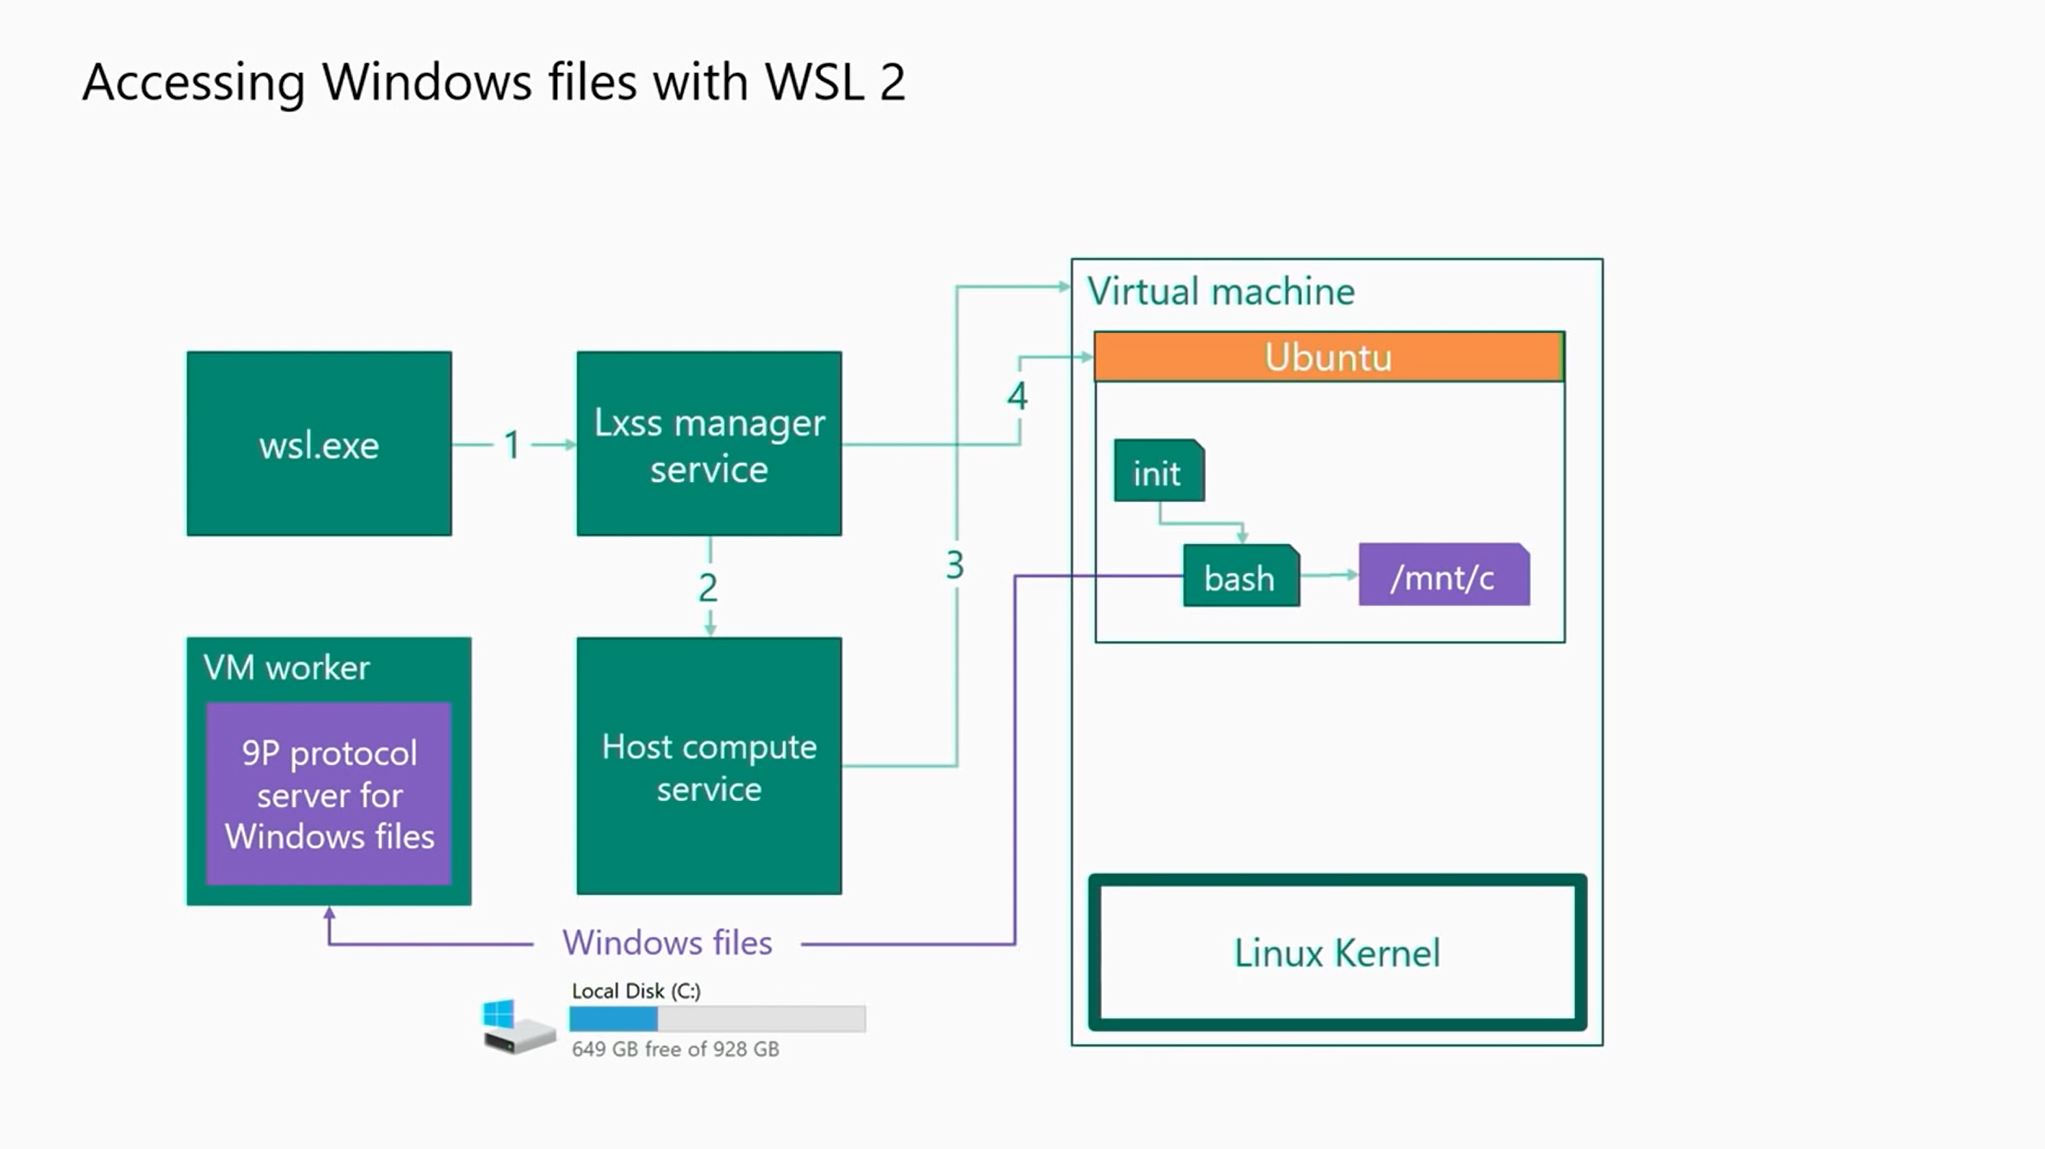 Accessing Windows files with WSL 2
Virtual machine
Ubuntu
wsl.exe
1
Lxss manager
service
4
init
2
3
bash
/mnt/c
VM worker
9P protocol
server for
Windows files
Host compute
service
Windows files
Local Disk (C:)
649 GB free of 928 GB
Linux Kernel